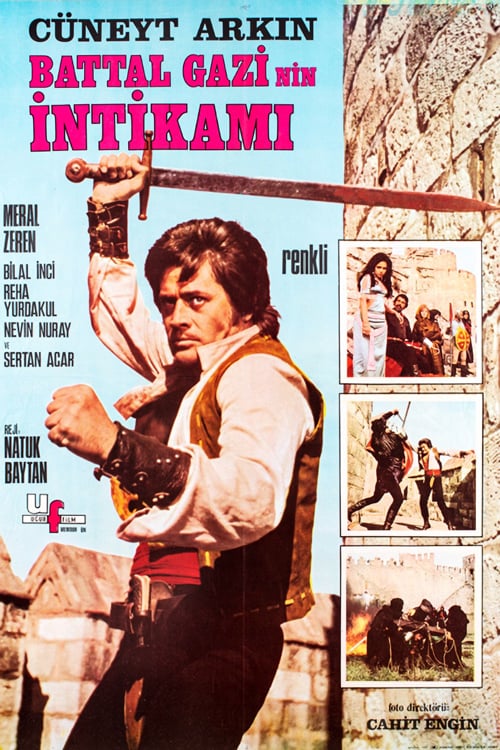 CÜNEYT ARKIN
BATTAL GAZİ NİN
İNTİKAMI
MERAL
ZEREN
BİLAL İNCİ
REHA
YURDAKUL
NEVİN NURAY
VE
SERTAN ACAR
renkli
REJİ:
NATUK
BAYTAN
uf
UĞUR FİLM
foto direktörü:
CAHİT ENGİN